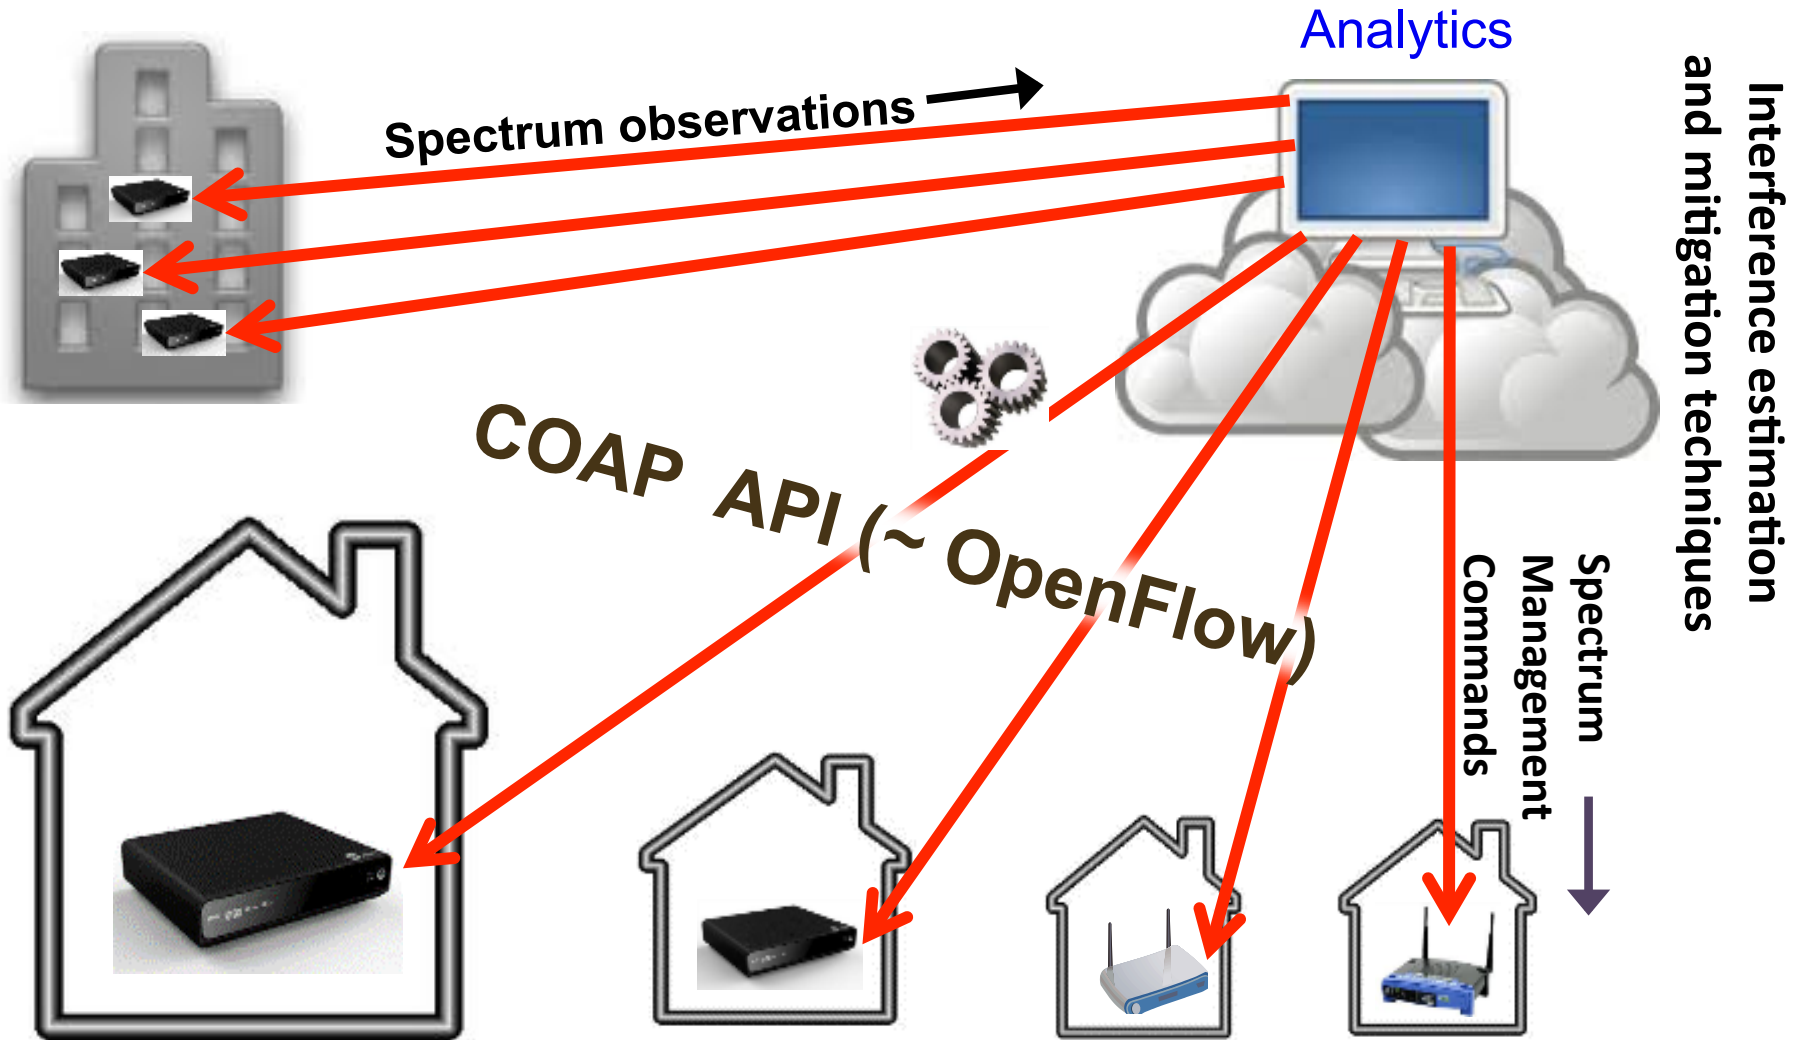 Analytics
Spectrum observations
Interference estimation
and mitigation techniques
COAP API (~ OpenFlow)
Spectrum
Management
Commands